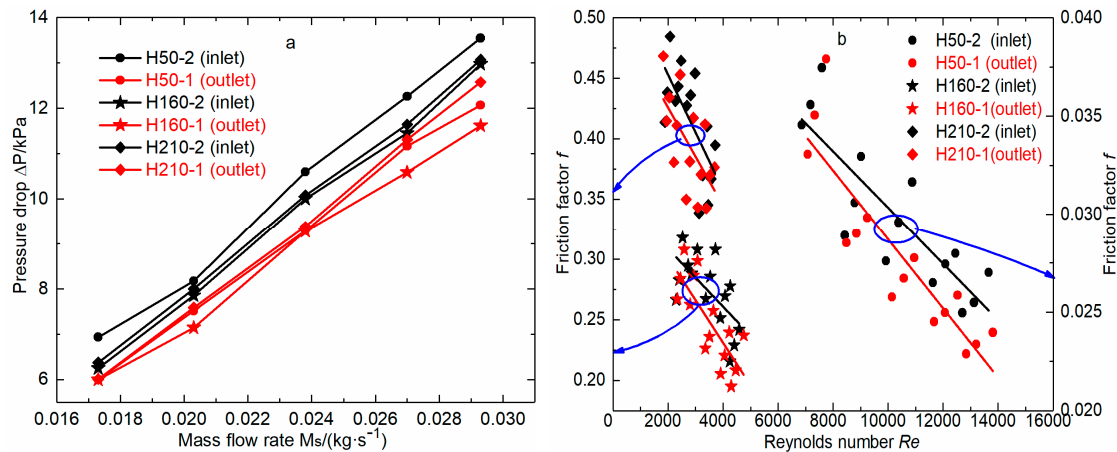 a
H50-2 (inlet)
H50-1 (outlet)
H160-2 (inlet)
H160-1 (outlet)
H210-2 (inlet)
H210-1 (outlet)
Pressure drop ΔP/kPa
14
12
10
8
6
0.016 0.018 0.020 0.022 0.024 0.026 0.028 0.030
Mass flow rate Ms/(kg·s⁻¹)
b
H50-2 (inlet)
H50-1 (outlet)
H160-2 (inlet)
H160-1(outlet)
H210-2 (inlet)
H210-1(outlet)
Friction factor f
0.50
0.45
0.40
0.35
0.30
0.25
0.20
0 2000 4000 6000 8000 10000 12000 14000 16000
Reynolds number Re
0.040
0.035
0.030
0.025
0.020
Friction factor f